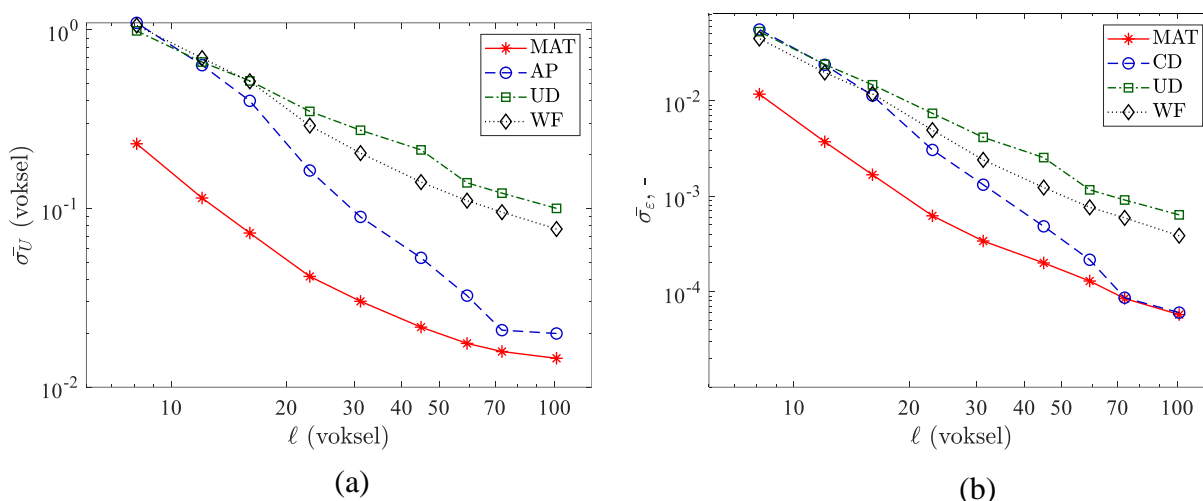 10^0
10^{-1}
10^{-2}
σ̄_U (voksel)
MAT
AP
UD
WF
10 20 30 40 50 70 100
ℓ (voksel)
(a)
10^{-2}
10^{-3}
10^{-4}
σ̄_ε, -
MAT
CD
UD
WF
10 20 30 40 50 70 100
ℓ (voksel)
(b)